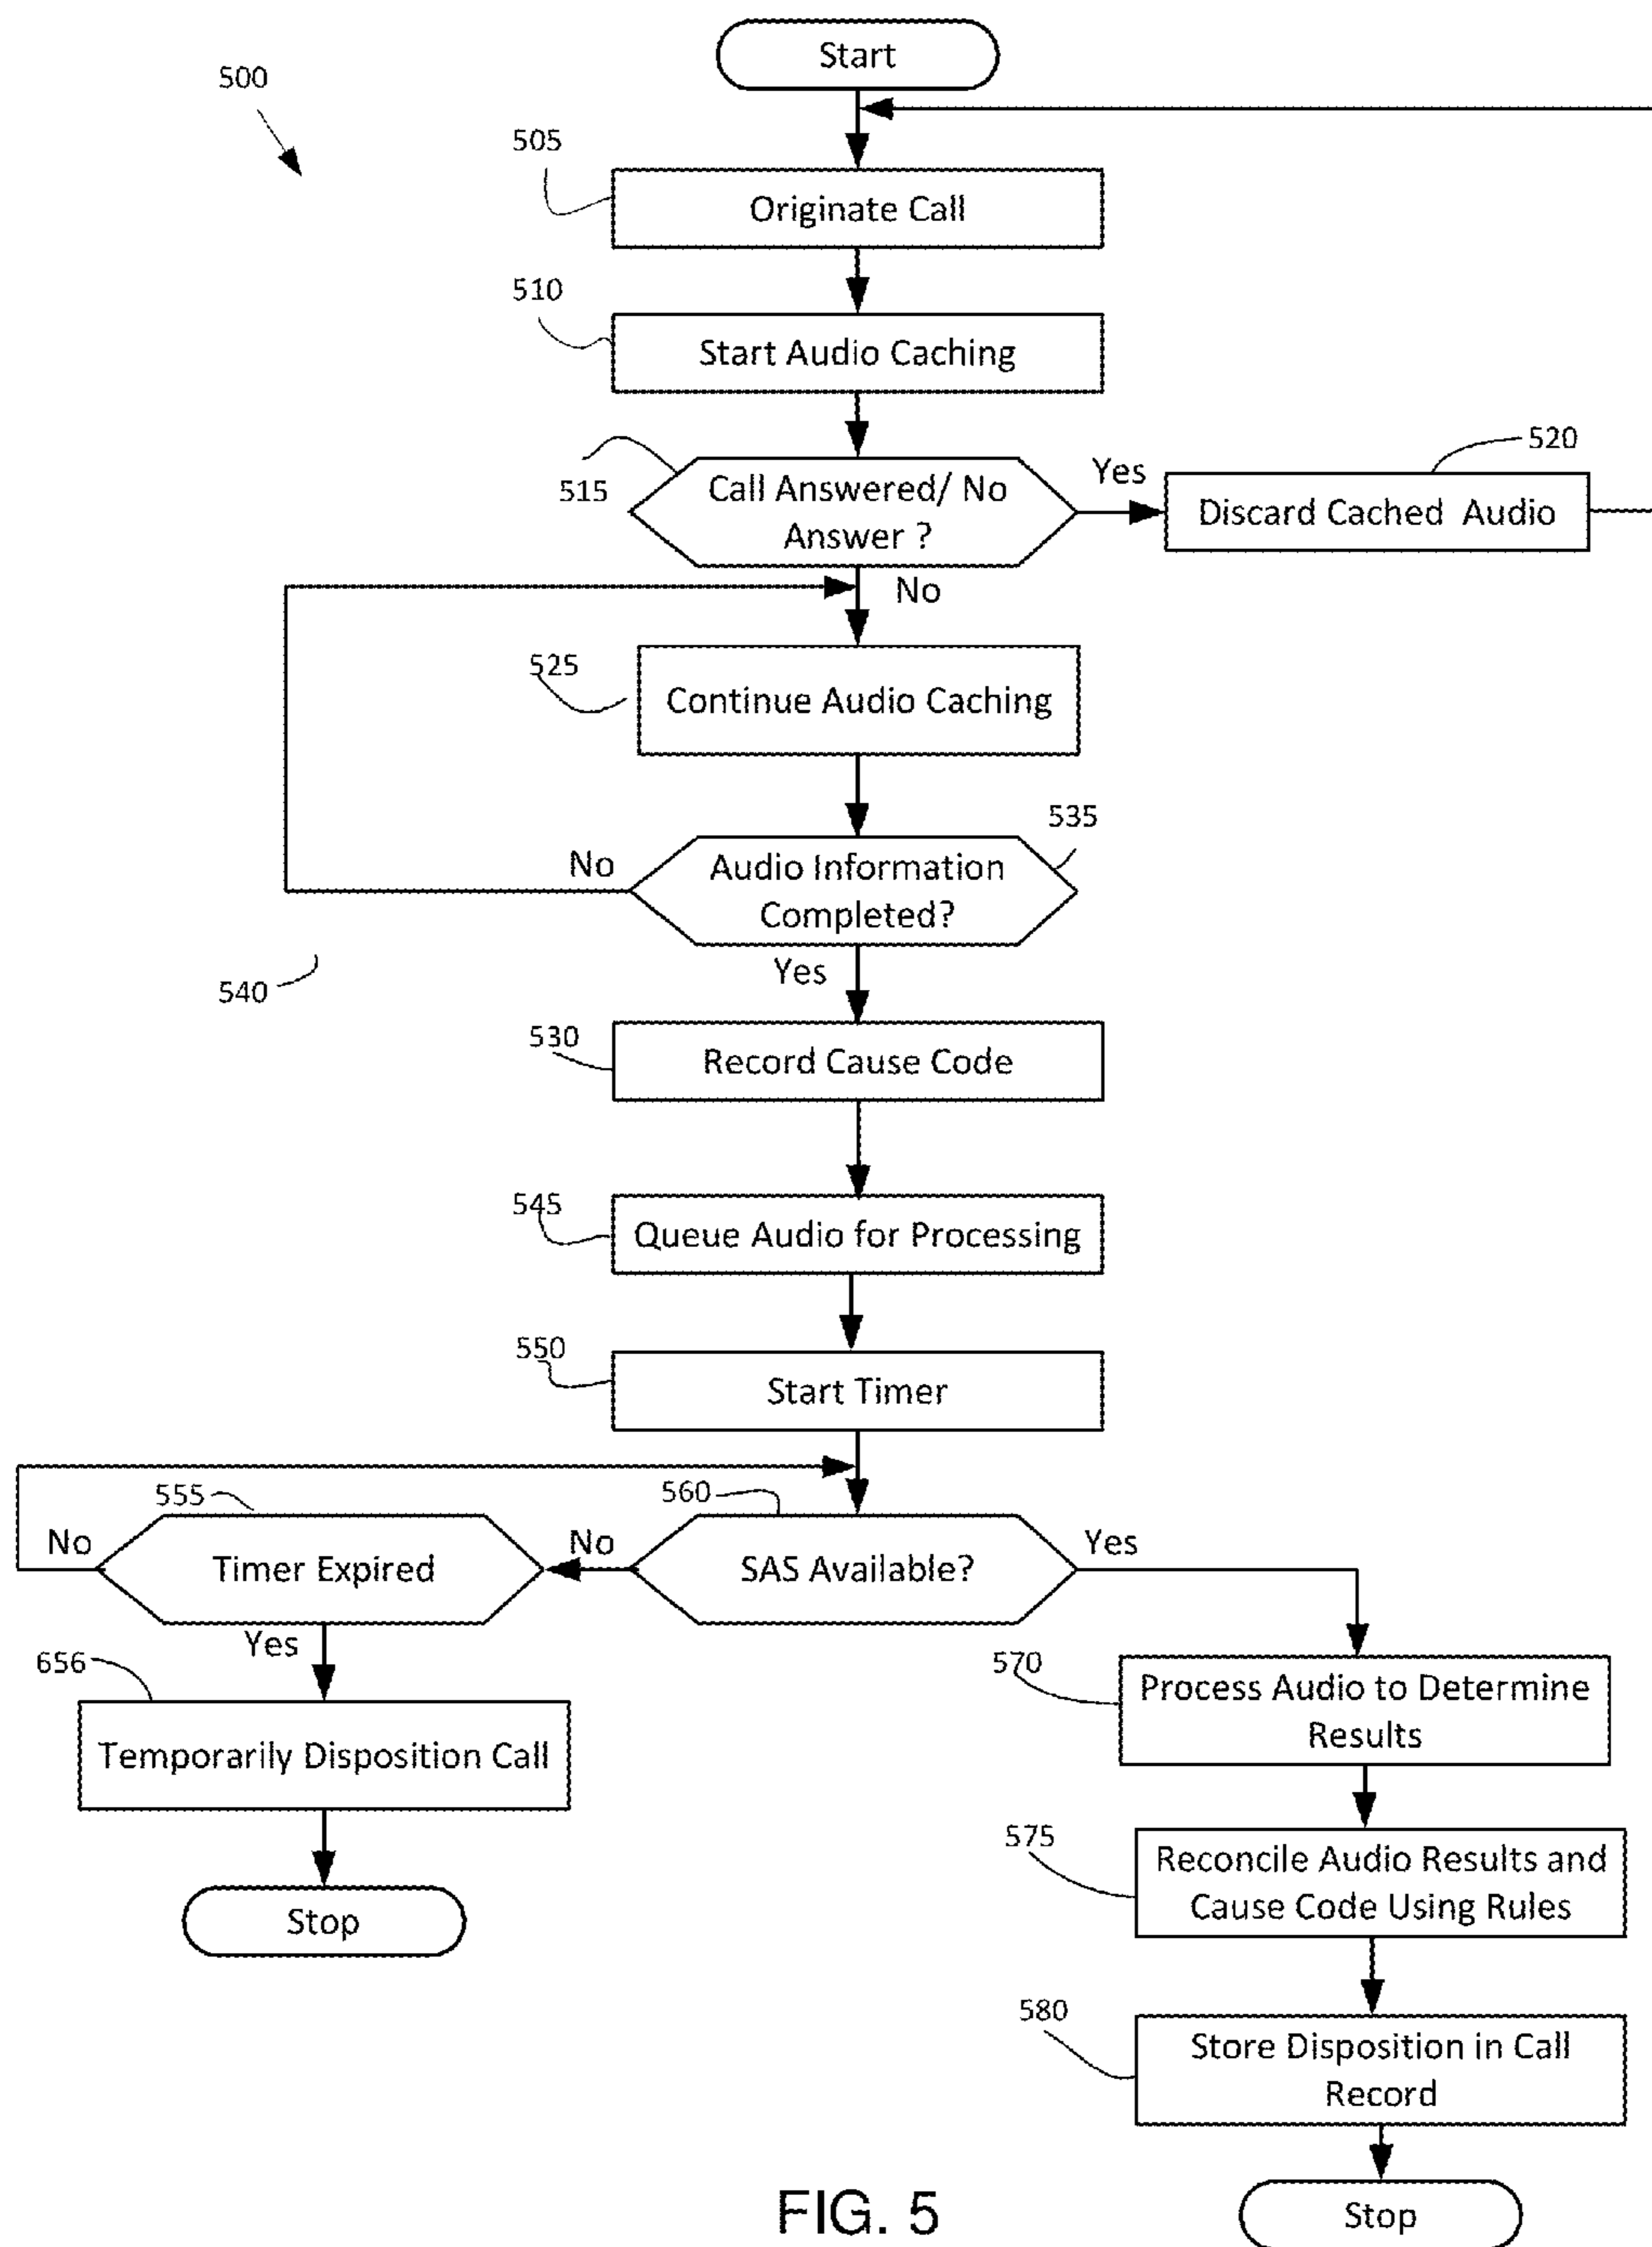 Start
500
505
Originate Call
510
Start Audio Caching
520
Yes
Call Answered/ No
Answer ?
515
Discard Cached Audio
No
525
Continue Audio Caching
535
No
Audio Information
Completed?
Yes
540
530
Record Cause Code
545
Queue Audio for Processing
550
Start Timer
555
560
No
Timer Expired
No
SAS Available?
Yes
Yes
656
570
Process Audio to Determine
Results
Temporarily Disposition Call
575
Reconcile Audio Results and
Cause Code Using Rules
Stop
580
Store Disposition in Call
Record
FIG. 5
Stop